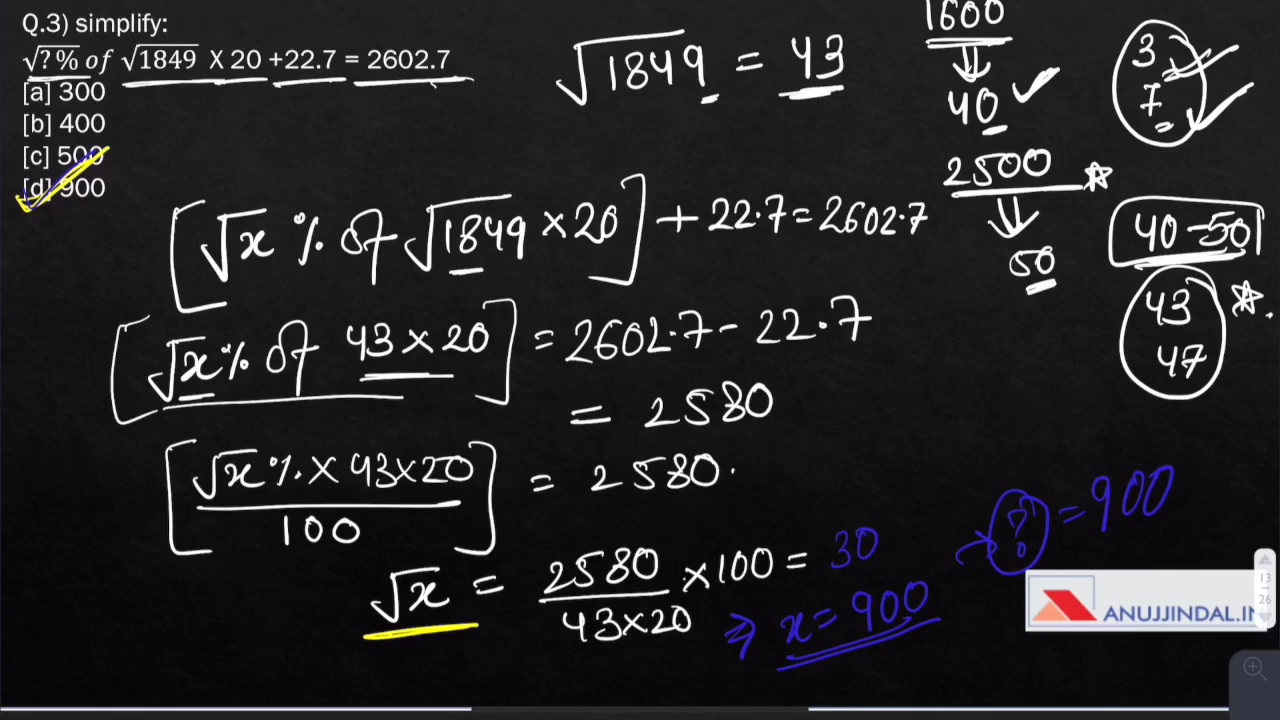 Q.3) simplify:
√?% of √1849 X 20 +22.7 = 2602.7
[a] 300
[b] 400
[c] 500
[d] 900
√1849 = 43
1600
40
2500
50
3
7
40-50
43
47
[√x % of √1849 × 20] + 22.7 = 2602.7
[√x % of 43 × 20] = 2602.7 - 22.7
= 2580
[√x % × 43 × 20 / 100] = 2580.
√x = 2580 / 43×20 × 100 = 30
⇒ x = 900
→ ? = 900
ANUJJINDAL.IN
13
26